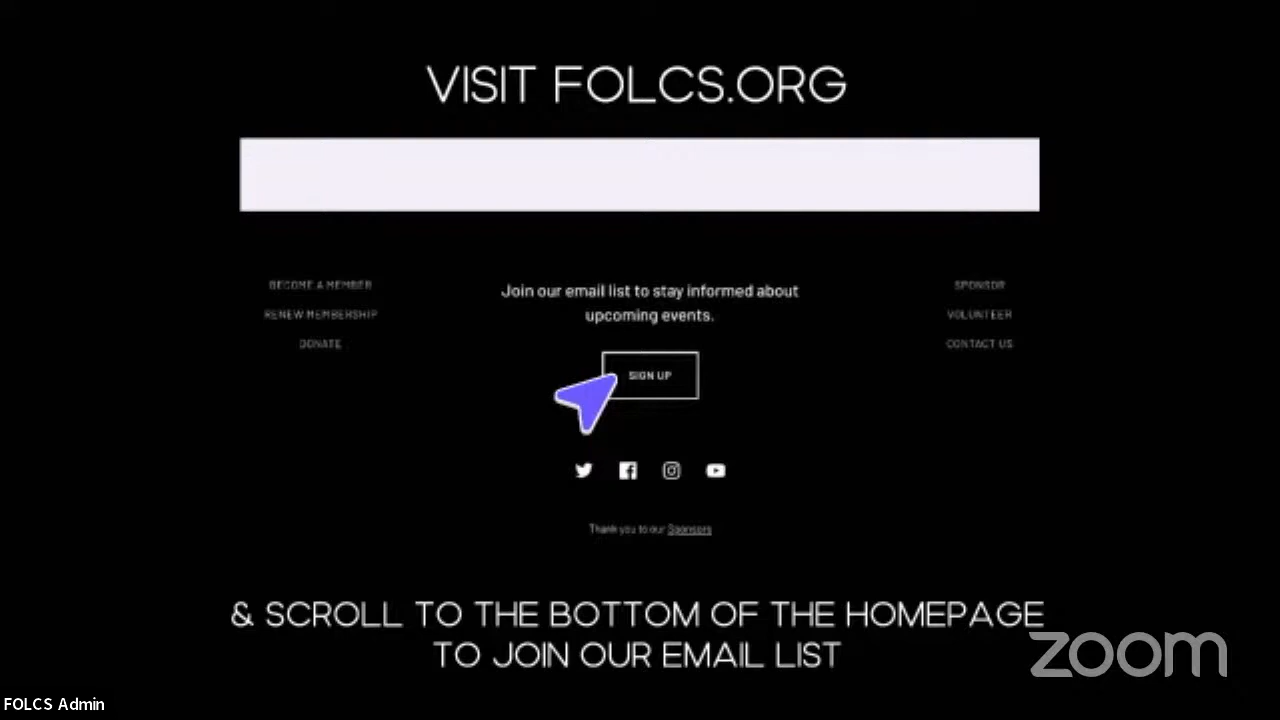 VISIT FOLCS.ORG
BECOME A MEMBER
RENEW MEMBERSHIP
DONATE
Join our email list to stay informed about
upcoming events.
SIGN UP
SPONSOR
VOLUNTEER
CONTACT US
Thank you to our Sponsors
& SCROLL TO THE BOTTOM OF THE HOMEPAGE
TO JOIN OUR EMAIL LIST
zoom
FOLCS Admin